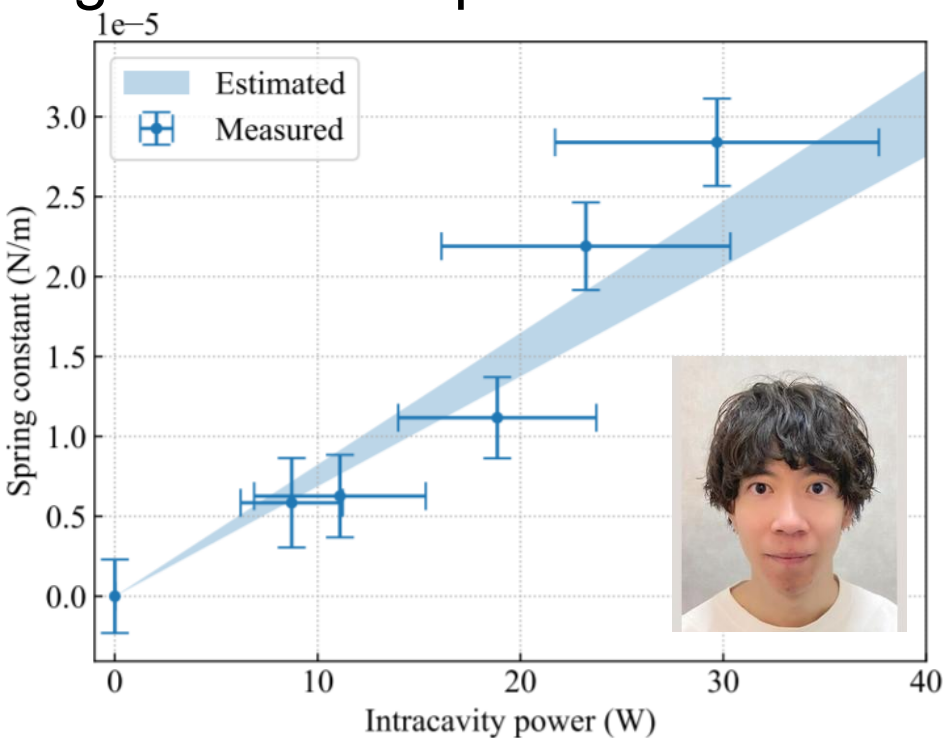 1e−5
Estimated
Measured
3.0
2.5
2.0
1.5
1.0
0.5
0.0
Spring constant (N/m)
0 10 20 30 40
Intracavity power (W)